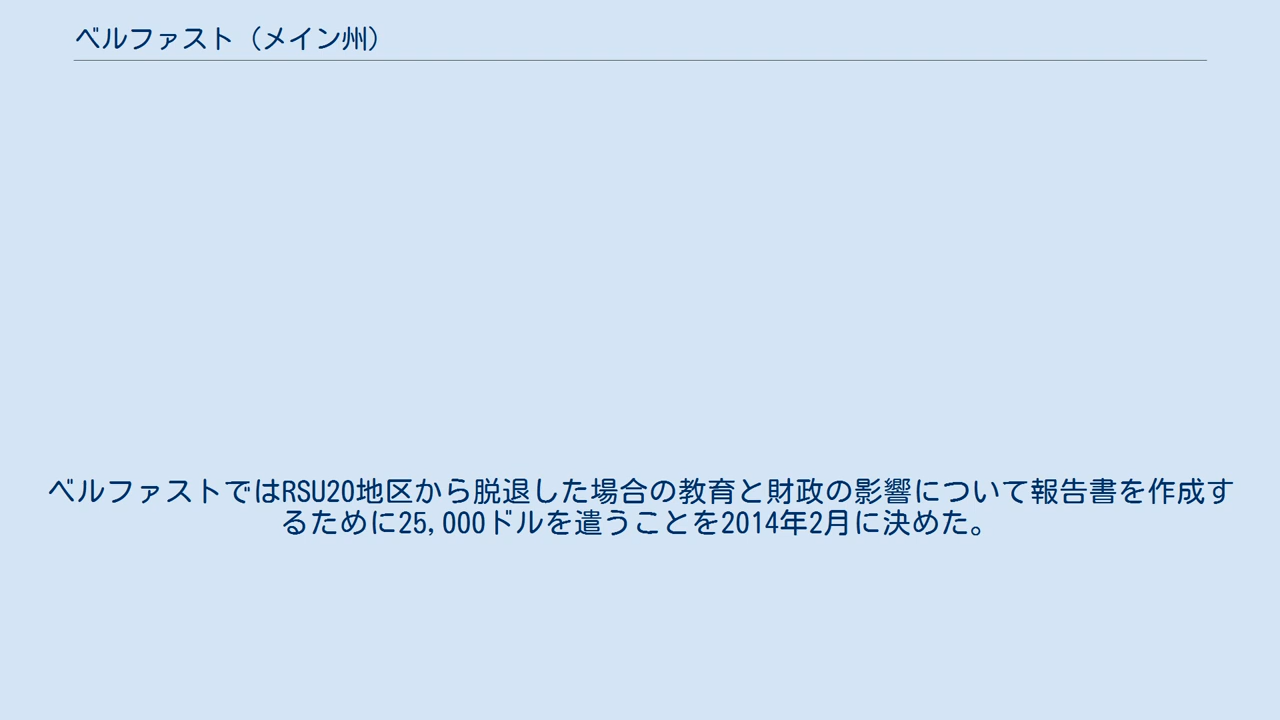 ベルファスト（メイン州）
ベルファストではRSU20地区から脱退した場合の教育と財政の影響について報告書を作成す
るために25,000ドルを遣うことを2014年2月に決めた。